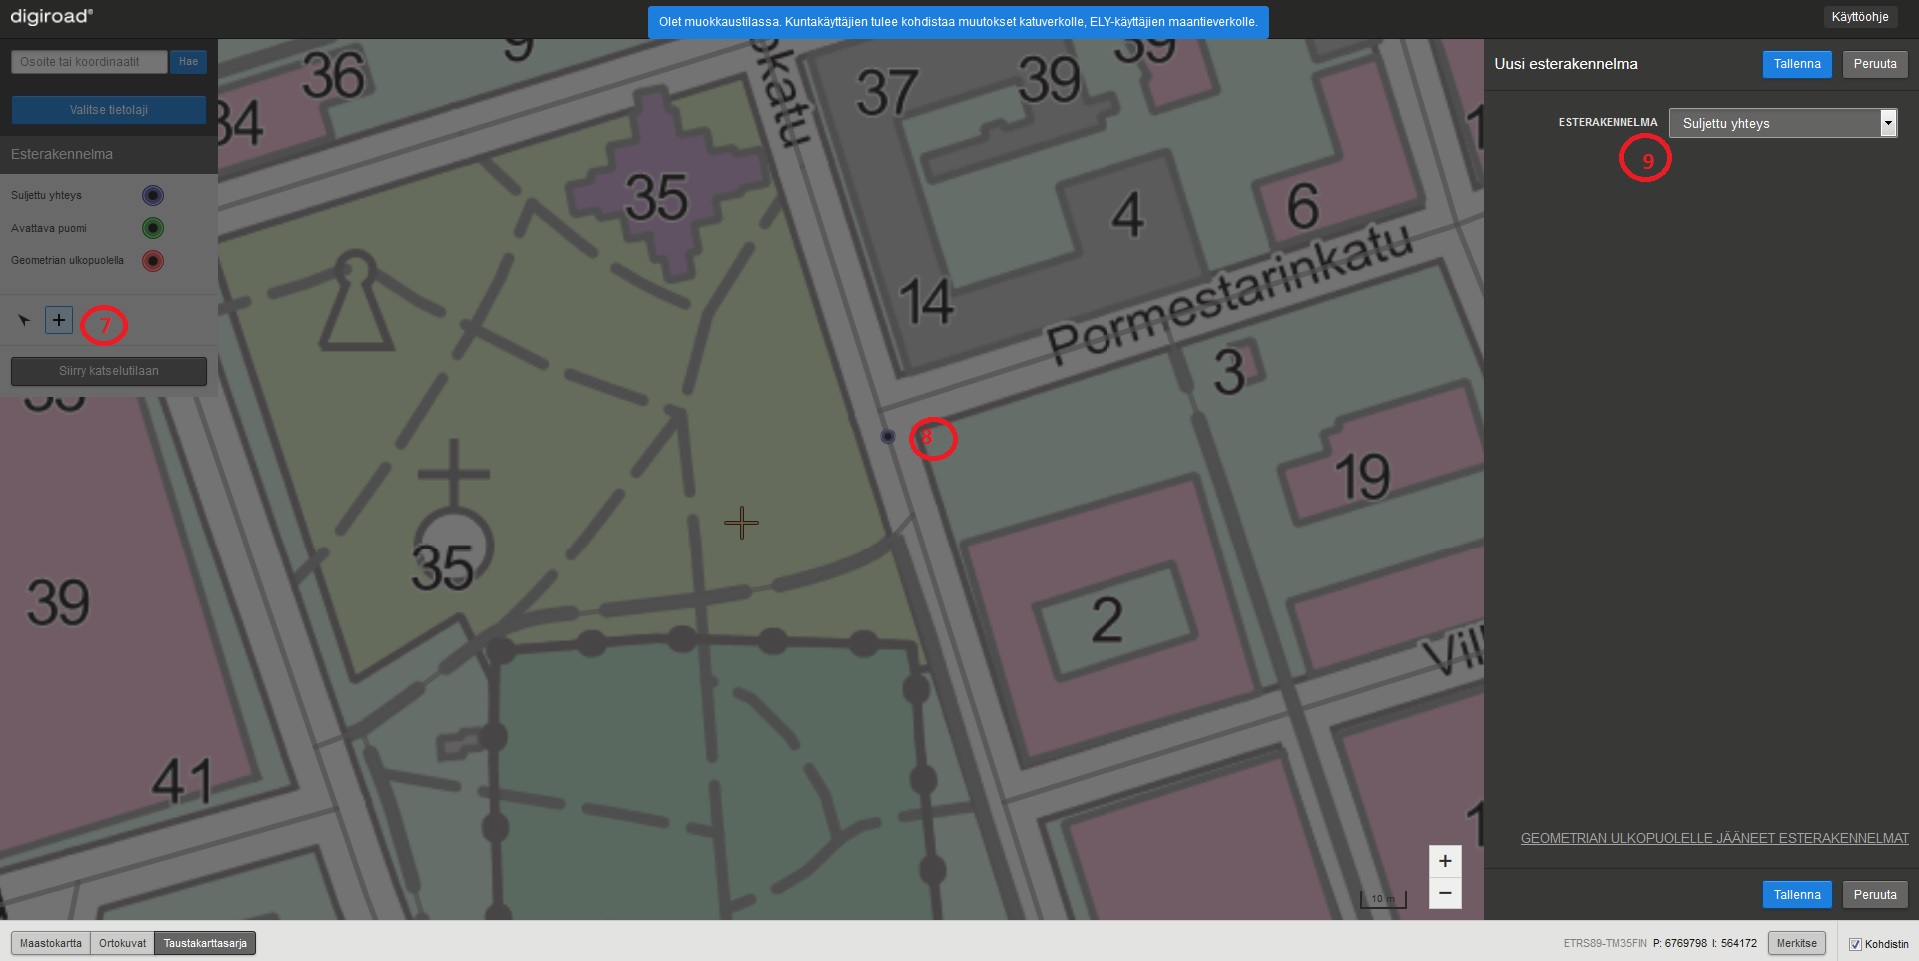 digiroad®
Olet muokkaustilassa. Kuntakäyttäjien tulee kohdistaa muutokset katuverkolle, ELY-käyttäjien maantieverkolle.
Käyttöohje
Osoite tai koordinaatit
Hae
Valitse tietolaji
Esterakennelma
Suljettu yhteys
Avattava puomi
Geometrian ulkopuolella
+
7
Siirry katselutilaan
Uusi esterakennelma
Tallenna
Peruuta
ESTERAKENNELMA
Suljettu yhteys
9
36
9
37
39
39
34
35
katu
4
6
14
Pormestarinkatu
3
8
19
35
39
2
Vil
41
GEOMETRIAN ULKOPUOLELLE JÄÄNEET ESTERAKENNELMAT
+
−
10 m
Tallenna
Peruuta
Maastokartta
Ortokuvat
Taustakarttasarja
ETRS89-TM35FIN P: 6769798 I: 564172
Merkitse
Kohdistin